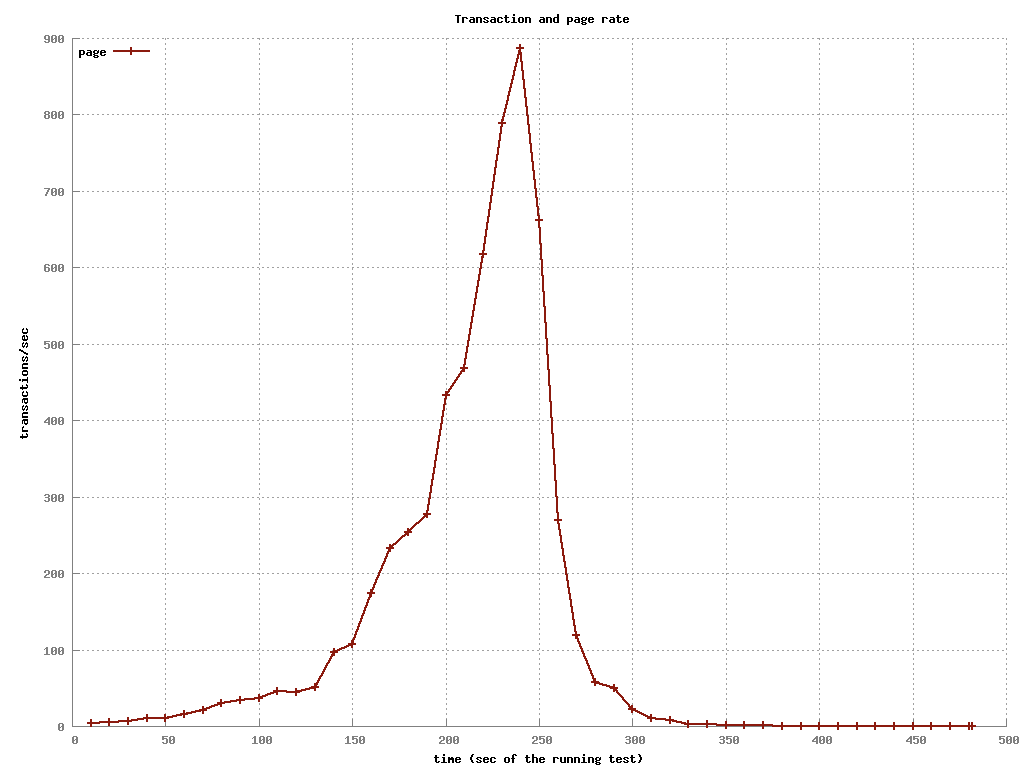 Transaction and page rate
page
900
800
700
600
500
400
300
200
100
0
transactions/sec
0 50 100 150 200 250 300 350 400 450 500
time (sec of the running test)